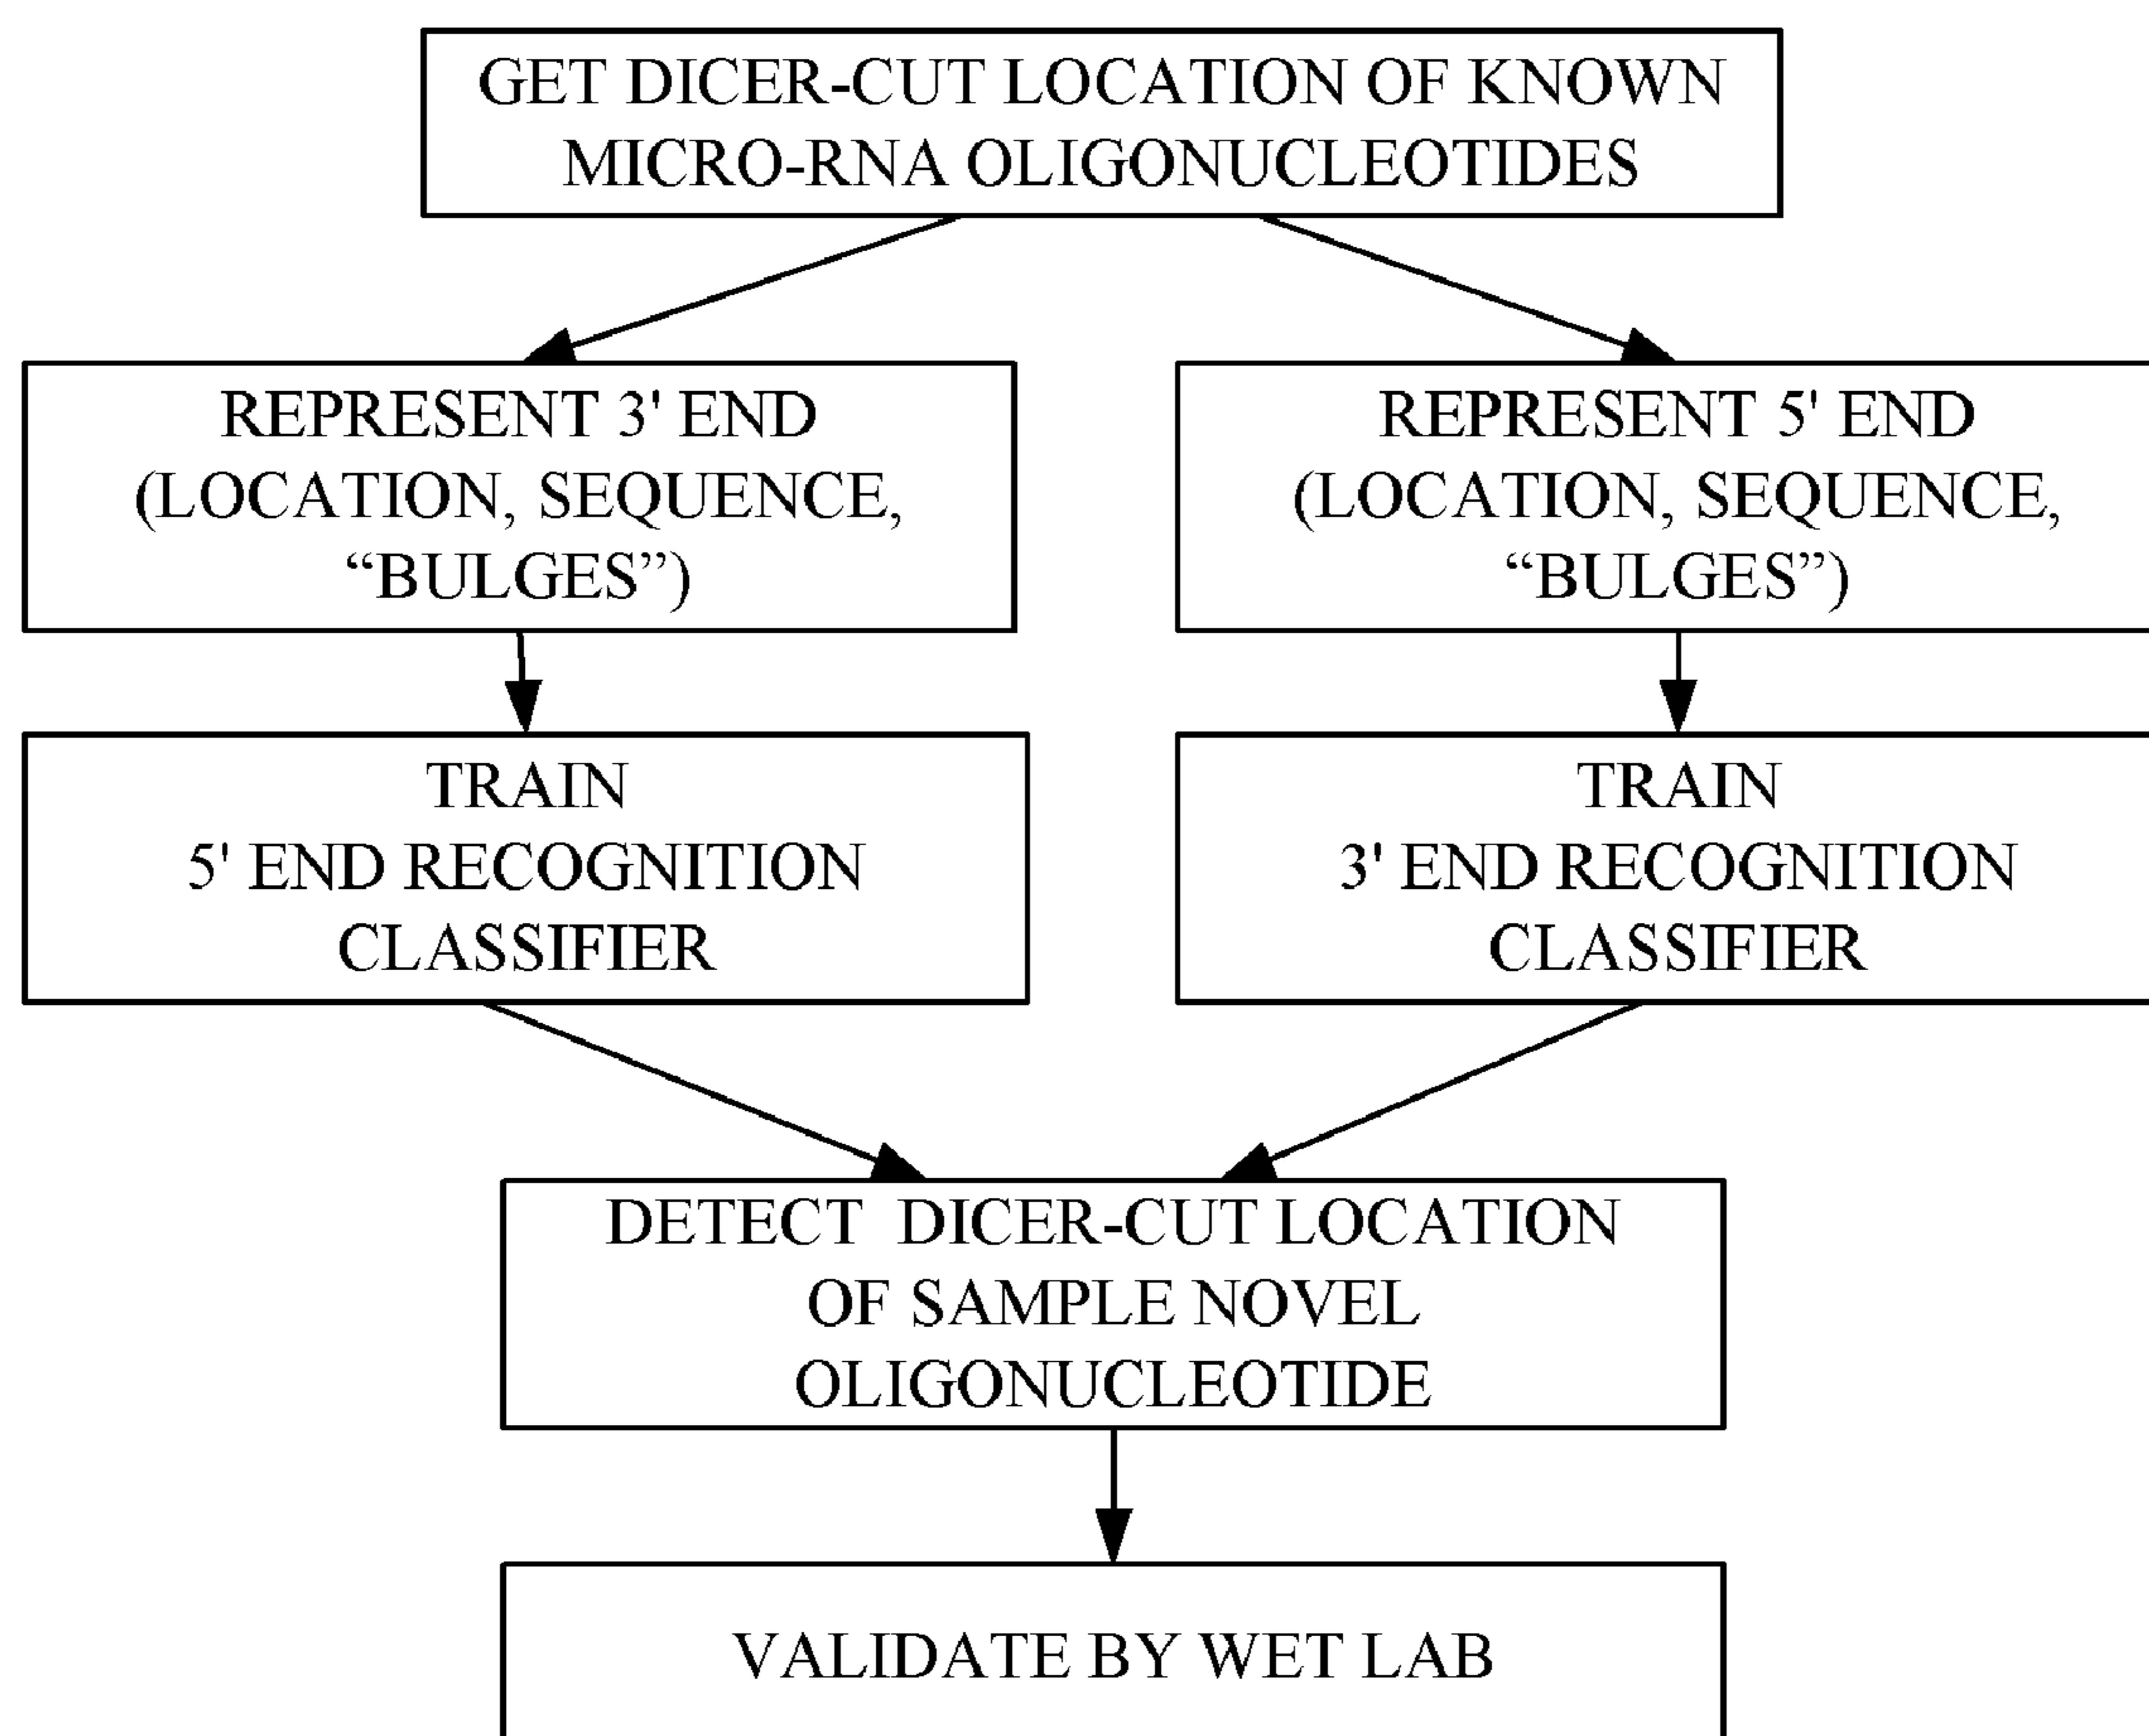 GET DICER-CUT LOCATION OF KNOWN
MICRO-RNA OLIGONUCLEOTIDES
REPRESENT 3' END
(LOCATION, SEQUENCE,
“BULGES”)
REPRESENT 5' END
(LOCATION, SEQUENCE,
“BULGES”)
TRAIN
5' END RECOGNITION
CLASSIFIER
TRAIN
3' END RECOGNITION
CLASSIFIER
DETECT DICER-CUT LOCATION
OF SAMPLE NOVEL
OLIGONUCLEOTIDE
VALIDATE BY WET LAB